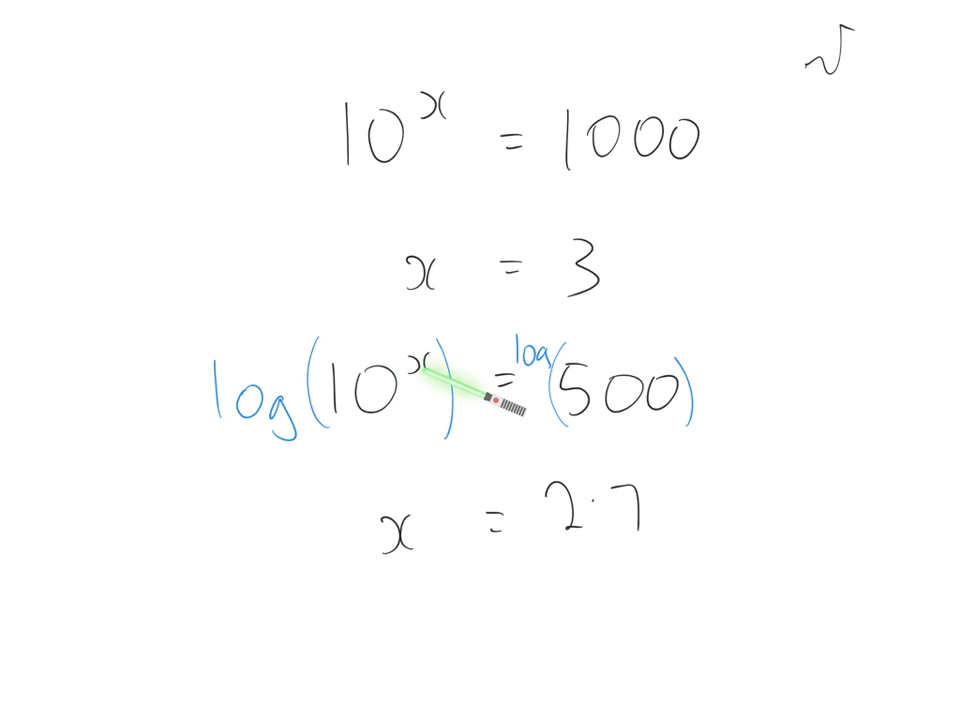 √
10^x = 1000
x = 3
log(10^x) = log(500)
x = 2.7